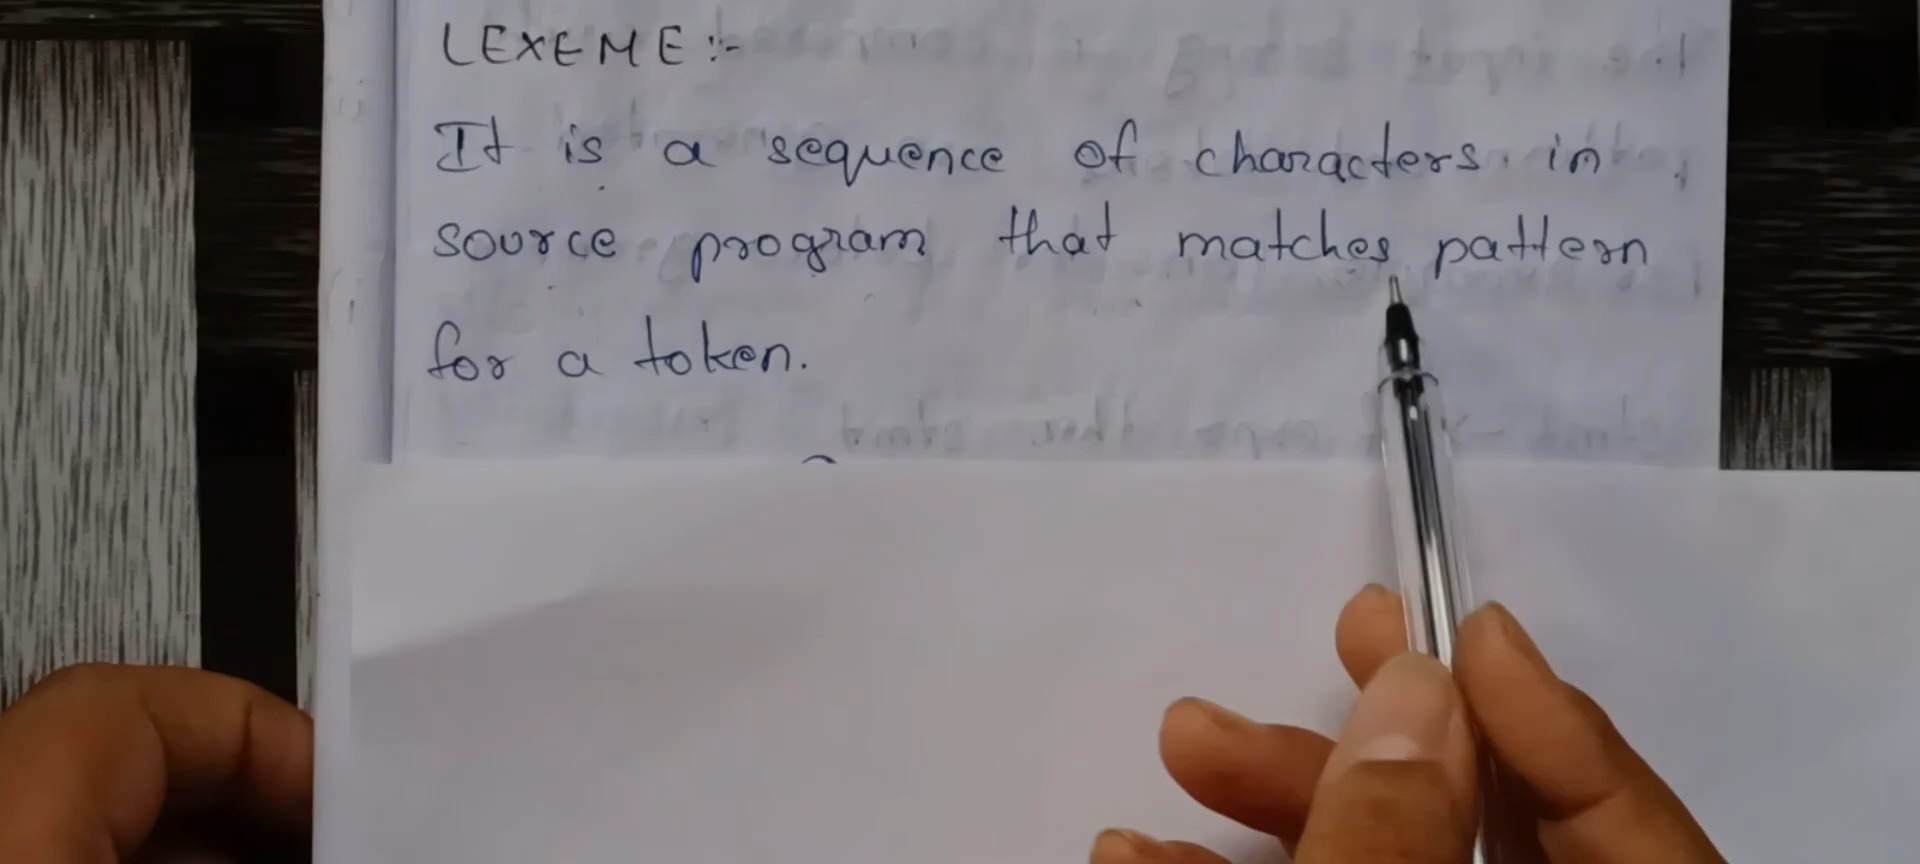 LEXEME :-
It is a sequence of characters in
source program that matches pattern
for a token.